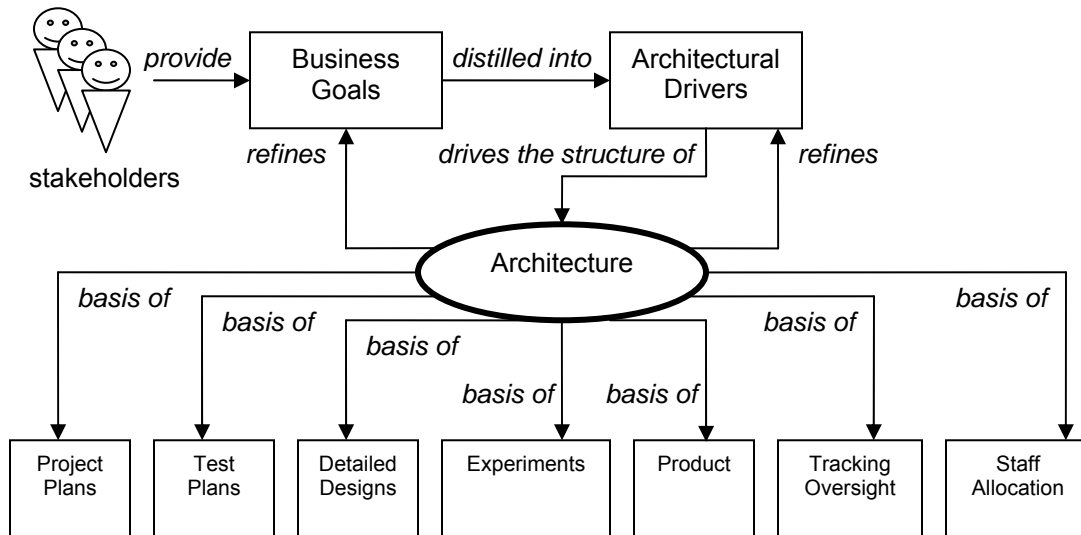 provide
Business
Goals
distilled into
Architectural
Drivers
stakeholders
refines
drives the structure of
refines
Architecture
basis of
basis of
basis of
basis of
basis of
basis of
basis of
Project
Plans
Test
Plans
Detailed
Designs
Experiments
Product
Tracking
Oversight
Staff
Allocation